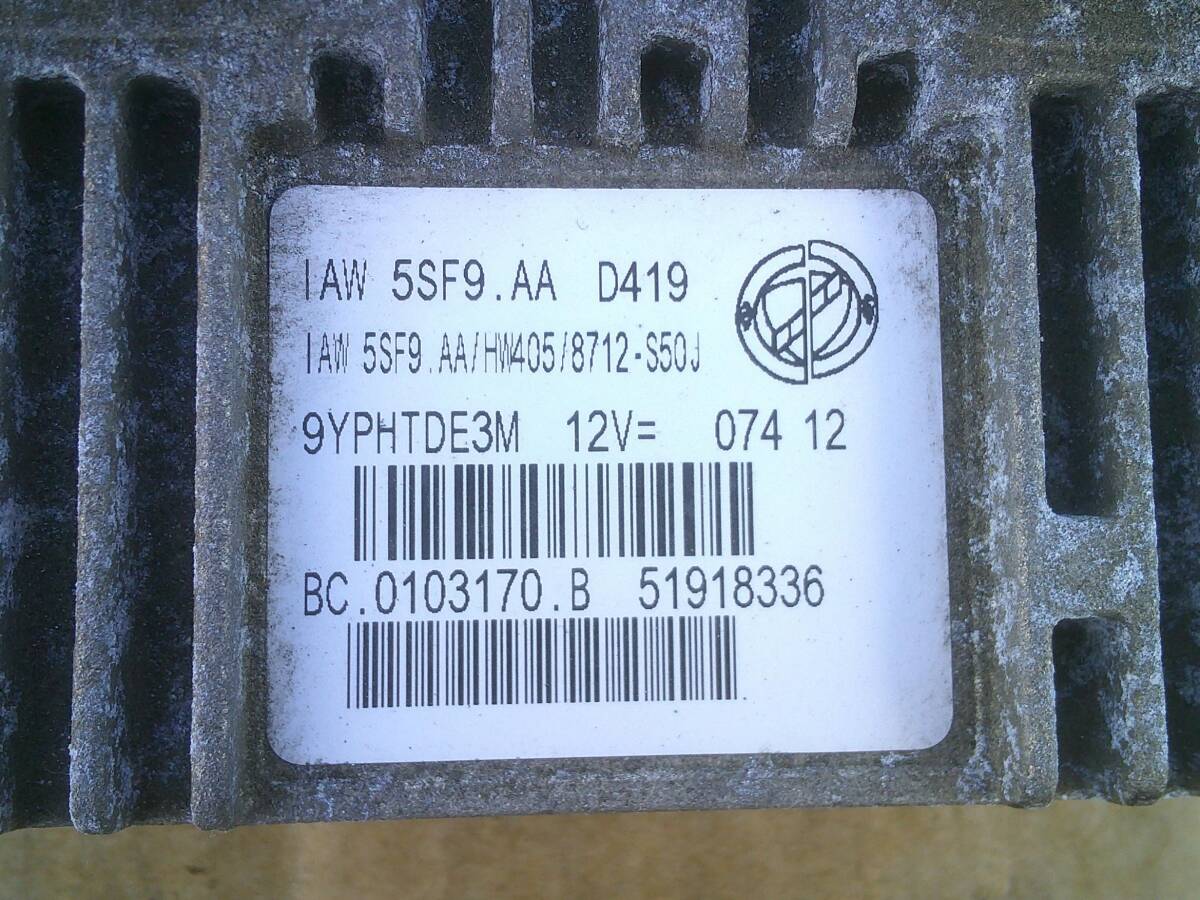 IAW 5SF9.AA D419
IAW 5SF9.AA/HW405/8712-S50J
9YPHTDE3M 12V= 074 12
BC.0103170.B 51918336